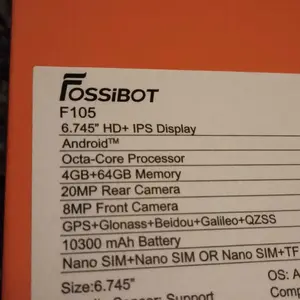 FOSSiBOT
F105
6.745" HD+ IPS Display
Android™
Octa-Core Processor
4GB+64GB Memory
20MP Rear Camera
8MP Front Camera
GPS+Glonass+Beidou+Galileo+QZSS
10300 mAh Battery
Nano SIM+Nano SIM OR Nano SIM+TF
Size:6.745" OS: A
Support Comp